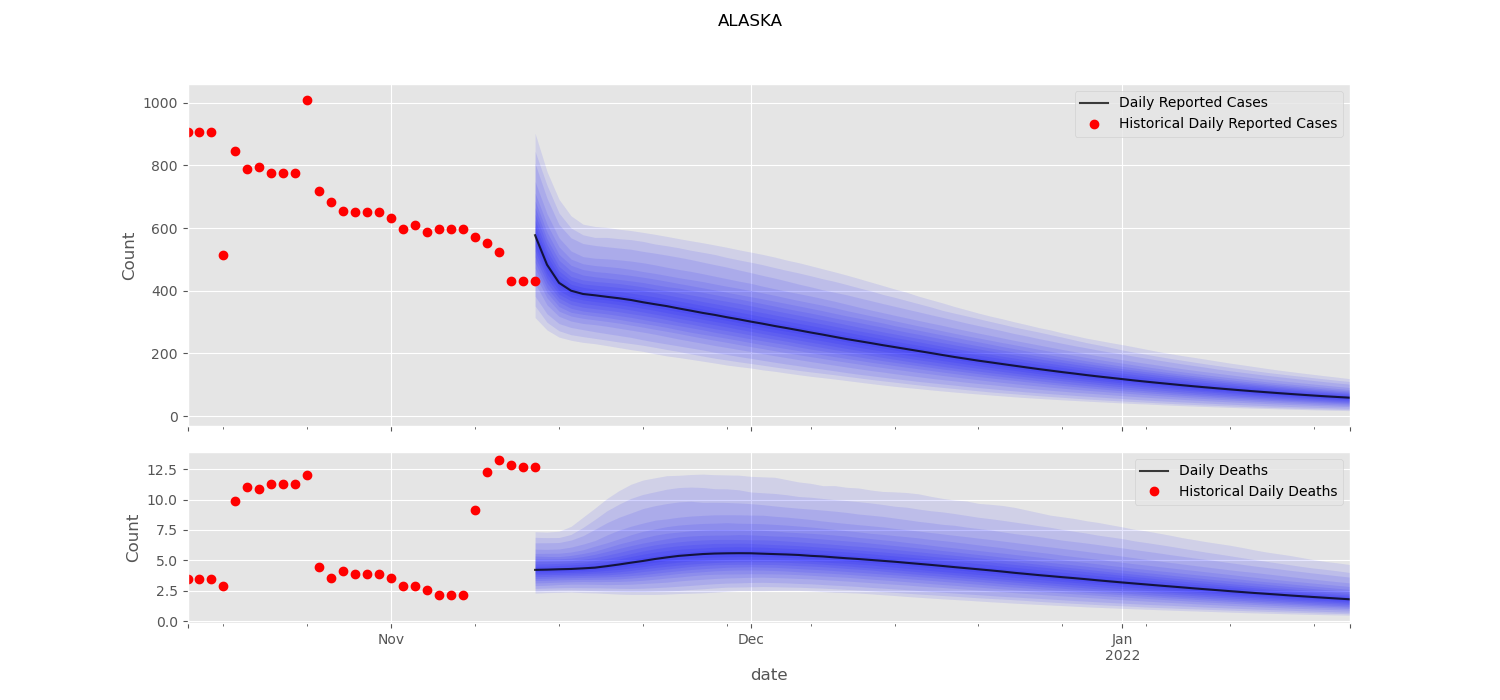 ALASKA
Daily Reported Cases
Historical Daily Reported Cases
1000
800
600
400
200
0
Count
Daily Deaths
Historical Daily Deaths
12.5
10.0
7.5
5.0
2.5
0.0
Count
Nov
Dec
Jan
2022
date